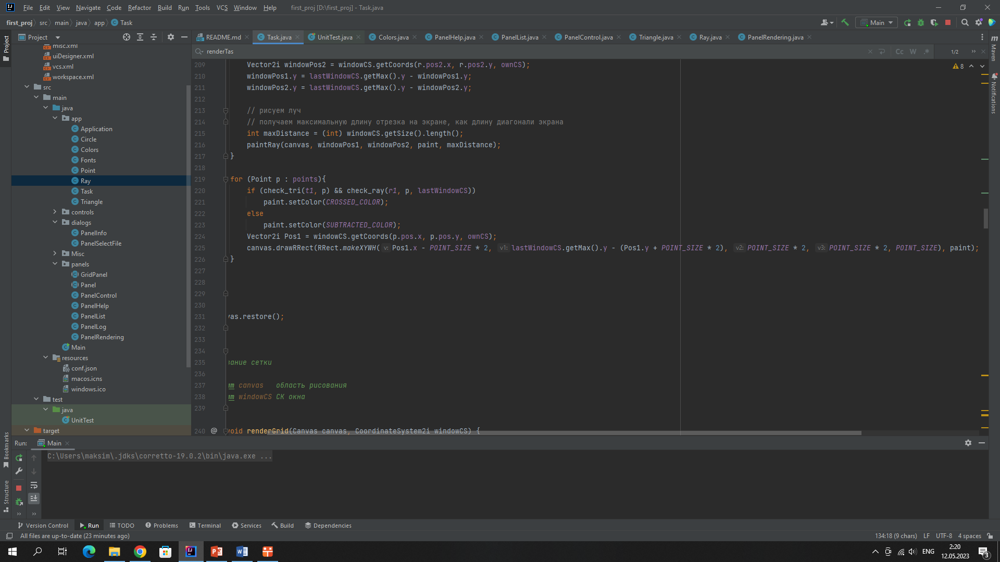 File Edit View Navigate Code Refactor Build Run Tools VCS Window Help first_proj [D:\first_proj] - Task.java
first_proj src main java app Task
Main
Project
README.md Task.java UnitTest.java Colors.java PanelHelp.java PanelList.java PanelControl.java Triangle.java Ray.java PanelRendering.java
renderTas Cc W .* 1/2
8
misc.xml
uiDesigner.xml
vcs.xml
workspace.xml
src
main
java
app
Application
Circle
Colors
Fonts
Point
Ray
Task
Triangle
controls
dialogs
PanelInfo
PanelSelectFile
Misc
panels
GridPanel
Panel
PanelControl
PanelHelp
PanelList
PanelLog
PanelRendering
Main
resources
conf.json
macos.icns
windows.ico
test
java
UnitTest
target
209 Vector2i windowPos2 = windowCS.getCoords(r.pos2.x, r.pos2.y, ownCS);
210 windowPos1.y = lastWindowCS.getMax().y - windowPos1.y;
211 windowPos2.y = lastWindowCS.getMax().y - windowPos2.y;
212
213 // рисуем луч
214 // получаем максимальную длину отрезка на экране, как длину диагонали экрана
215 int maxDistance = (int) windowCS.getSize().length();
216 paintRay(canvas, windowPos1, windowPos2, paint, maxDistance);
217 }
218
219 for (Point p : points){
220 if (check_tri(t1, p) && check_ray(r1, p, lastWindowCS))
221 paint.setColor(CROSSED_COLOR);
222 else
223 paint.setColor(SUBTRACTED_COLOR);
224 Vector2i Pos1 = windowCS.getCoords(p.pos.x, p.pos.y, ownCS);
225 canvas.drawRRect(RRect.makeXYWH( v: Pos1.x - POINT_SIZE * 2, v1: lastWindowCS.getMax().y - (Pos1.y + POINT_SIZE * 2), v2: POINT_SIZE * 2, v3: POINT_SIZE * 2, POINT_SIZE), paint);
226 }
227
228
229
230
231 vas.restore();
232
233
234
235 вание сетки
236
237 am canvas область рисования
238 am windowCS СК окна
239
240 @ void renderGrid(Canvas canvas, CoordinateSystem2i windowCS) {
Project
Bookmarks
Structure
Maven
Notifications
Run: Main
C:\Users\maksim\.jdks\corretto-19.0.2\bin\java.exe ...
Version Control Run TODO Problems Terminal Services Build Dependencies
All files are up-to-date (23 minutes ago) 134:18 (9 chars) LF UTF-8 4 spaces
ENG 2:20
12.05.2023
3